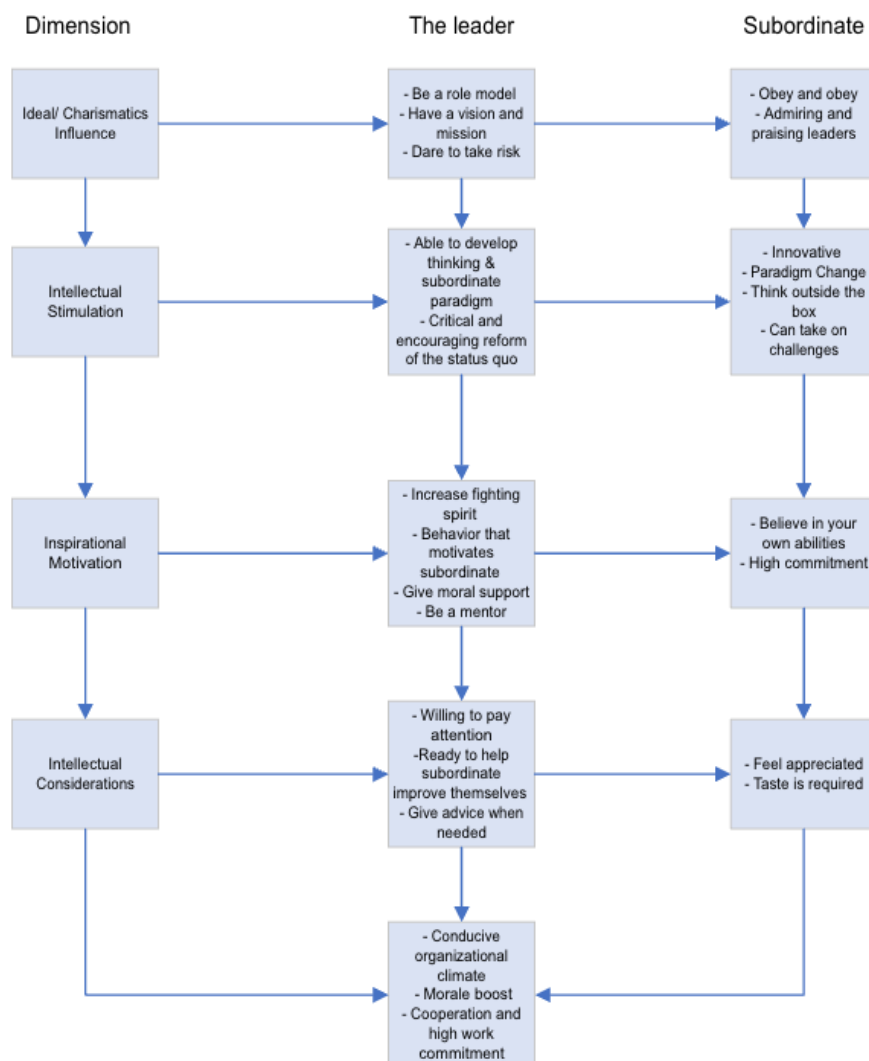 Dimension
The leader
Subordinate
Ideal/ Charismatics
Influence
- Be a role model
- Have a vision and
mission
- Dare to take risk
- Obey and obey
- Admiring and
praising leaders
Intellectual
Stimulation
- Able to develop
thinking &
subordinate
paradigm
- Critical and
encouraging reform
of the status quo
- Innovative
- Paradigm Change
- Think outside the
box
- Can take on
challenges
Inspirational
Motivation
- Increase fighting
spirit
- Behavior that
motivates
subordinate
- Give moral support
- Be a mentor
- Believe in your
own abilities
- High commitment
Intellectual
Considerations
- Willing to pay
attention
-Ready to help
subordinate
improve themselves
- Give advice when
needed
- Feel appreciated
- Taste is required
- Conducive
organizational
climate
- Morale boost
- Cooperation and
high work
commitment